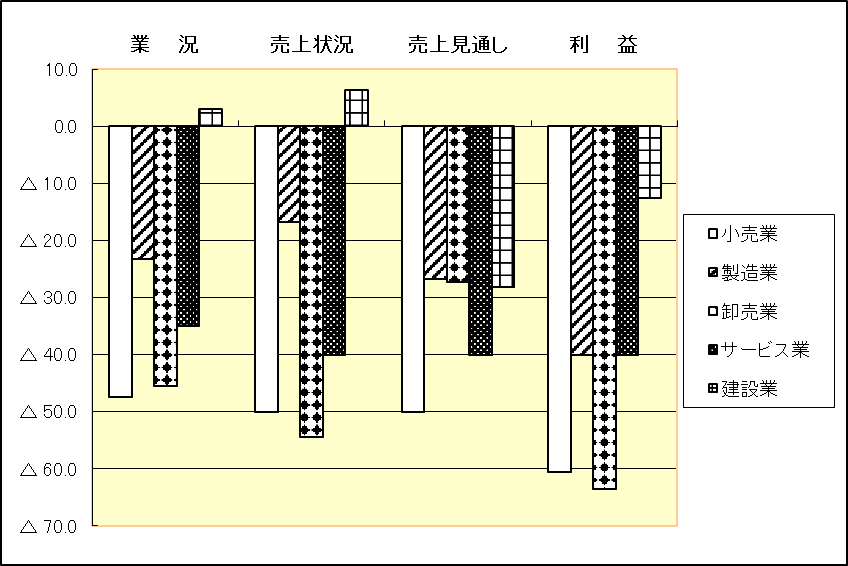 業　況　売上状況　売上見通し　利　益
10.0
0.0
△ 10.0
△ 20.0
△ 30.0
△ 40.0
△ 50.0
△ 60.0
△ 70.0
小売業
製造業
卸売業
サービス業
建設業